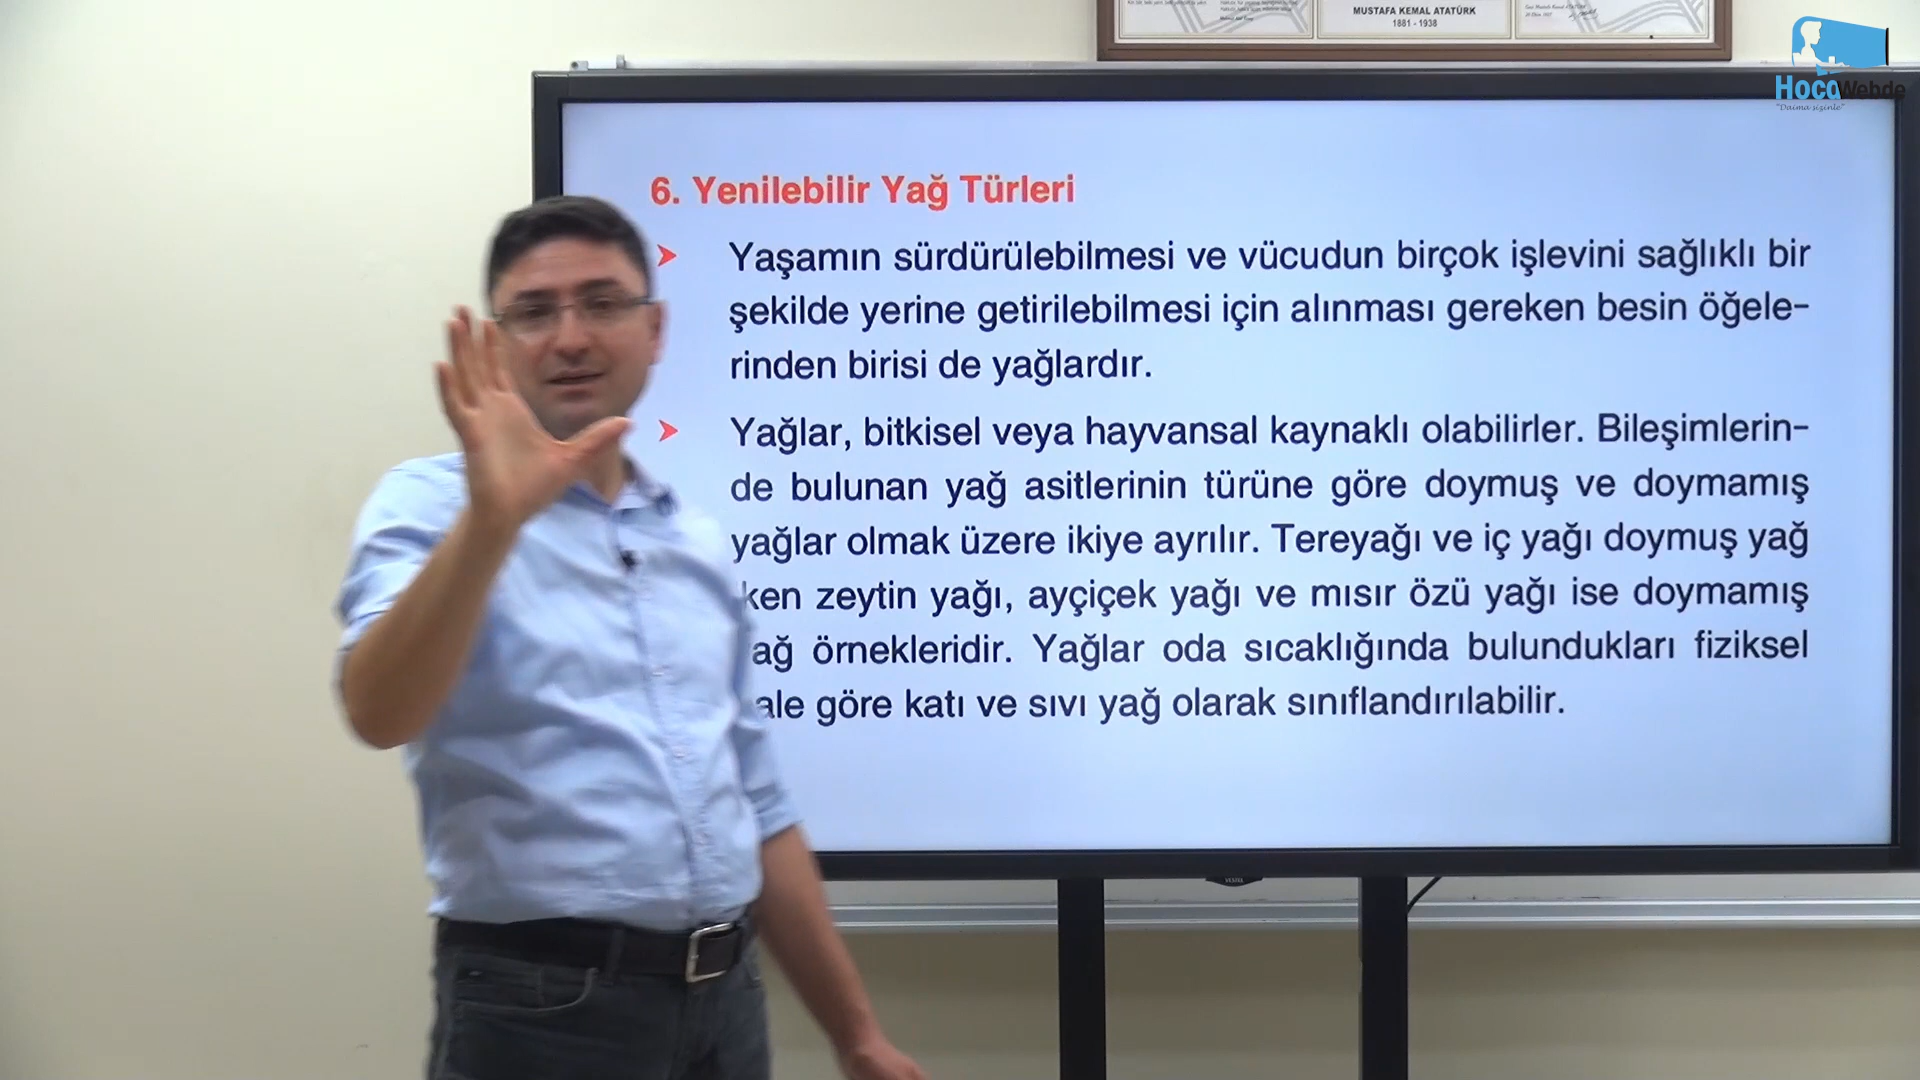 MUSTAFA KEMAL ATATÜRK
1881 - 1938
HocaWebde
"Daima sizinle"
6. Yenilebilir Yağ Türleri
Yaşamın sürdürülebilmesi ve vücudun birçok işlevini sağlıklı bir
şekilde yerine getirilebilmesi için alınması gereken besin öğele-
rinden birisi de yağlardır.
Yağlar, bitkisel veya hayvansal kaynaklı olabilirler. Bileşimlerin-
de bulunan yağ asitlerinin türüne göre doymuş ve doymamış
yağlar olmak üzere ikiye ayrılır. Tereyağı ve iç yağı doymuş yağ
ken zeytin yağı, ayçiçek yağı ve mısır özü yağı ise doymamış
ağ örnekleridir. Yağlar oda sıcaklığında bulundukları fiziksel
ale göre katı ve sıvı yağ olarak sınıflandırılabilir.
VESTEL